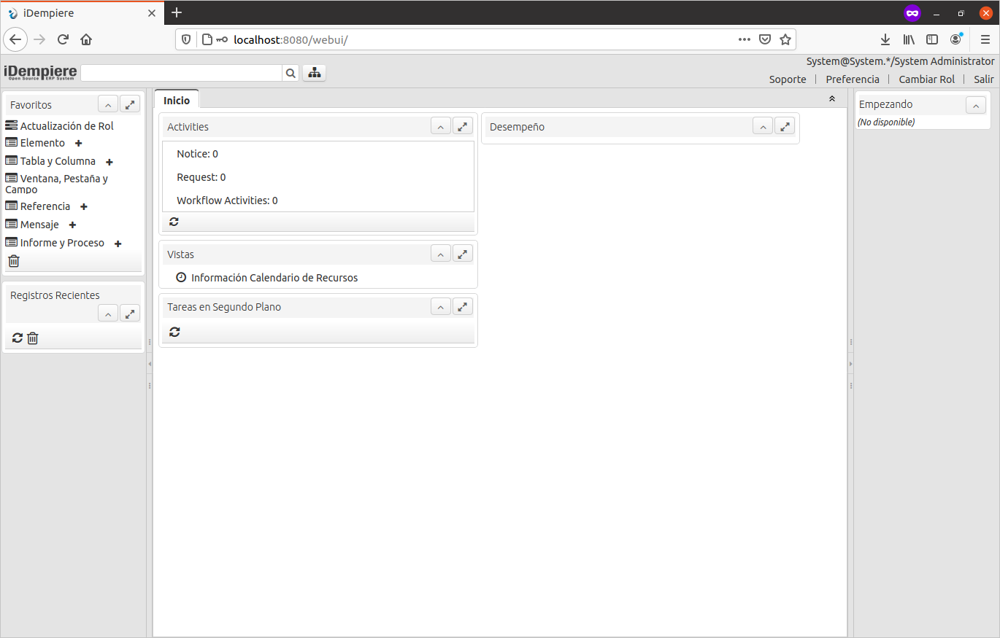 iDempiere
localhost:8080/webui/
System@System.*/System Administrator
iDempiere
Open Source ERP System
Soporte Preferencia Cambiar Rol Salir
Favoritos
Actualización de Rol
Elemento
Tabla y Columna
Ventana, Pestaña y
Campo
Referencia
Mensaje
Informe y Proceso
Registros Recientes
Inicio
Activities
Notice: 0
Request: 0
Workflow Activities: 0
Vistas
Información Calendario de Recursos
Tareas en Segundo Plano
Desempeño
Empezando
(No disponible)